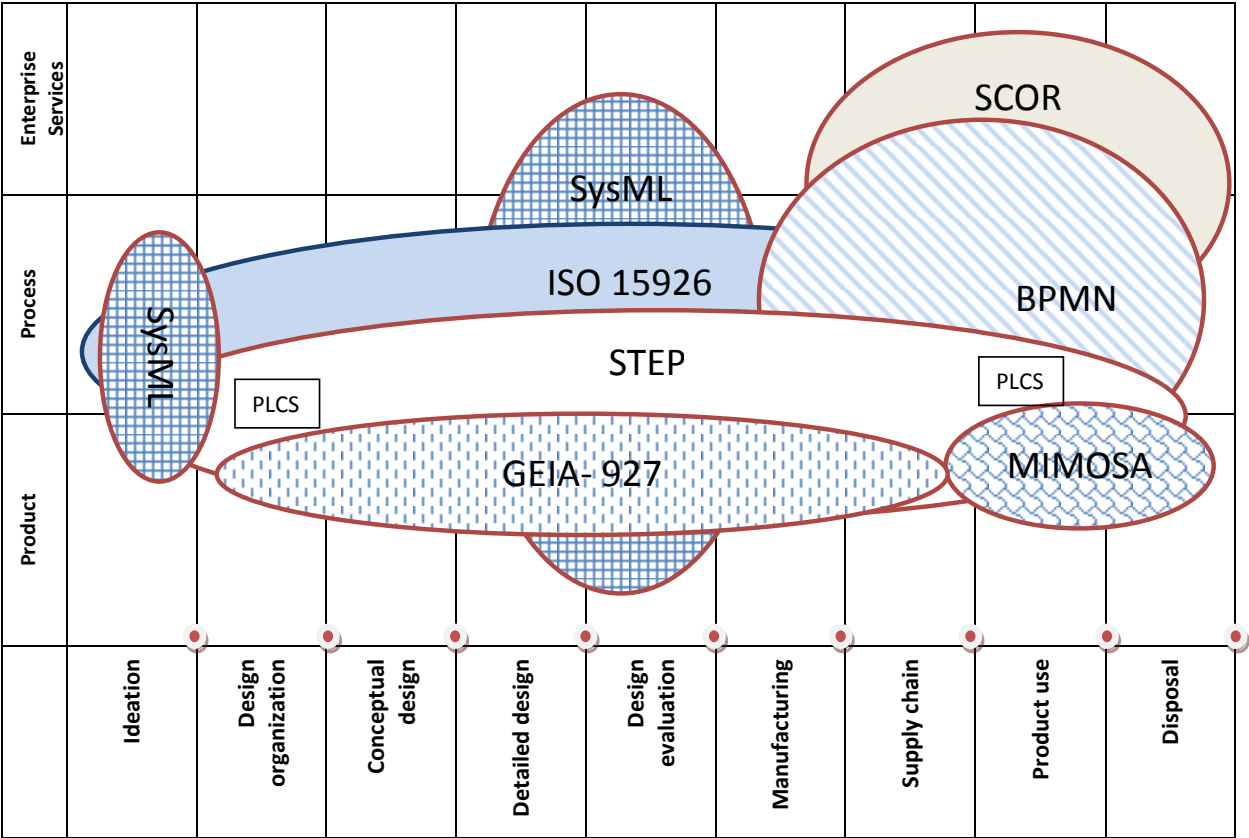 Enterprise
Services
SCOR
SysML
Process
ISO 15926
BPMN
SysML
STEP
PLCS
PLCS
Product
GEIA- 927
MIMOSA
Ideation
Design
organization
Conceptual
design
Detailed design
Design
evaluation
Manufacturing
Supply chain
Product use
Disposal